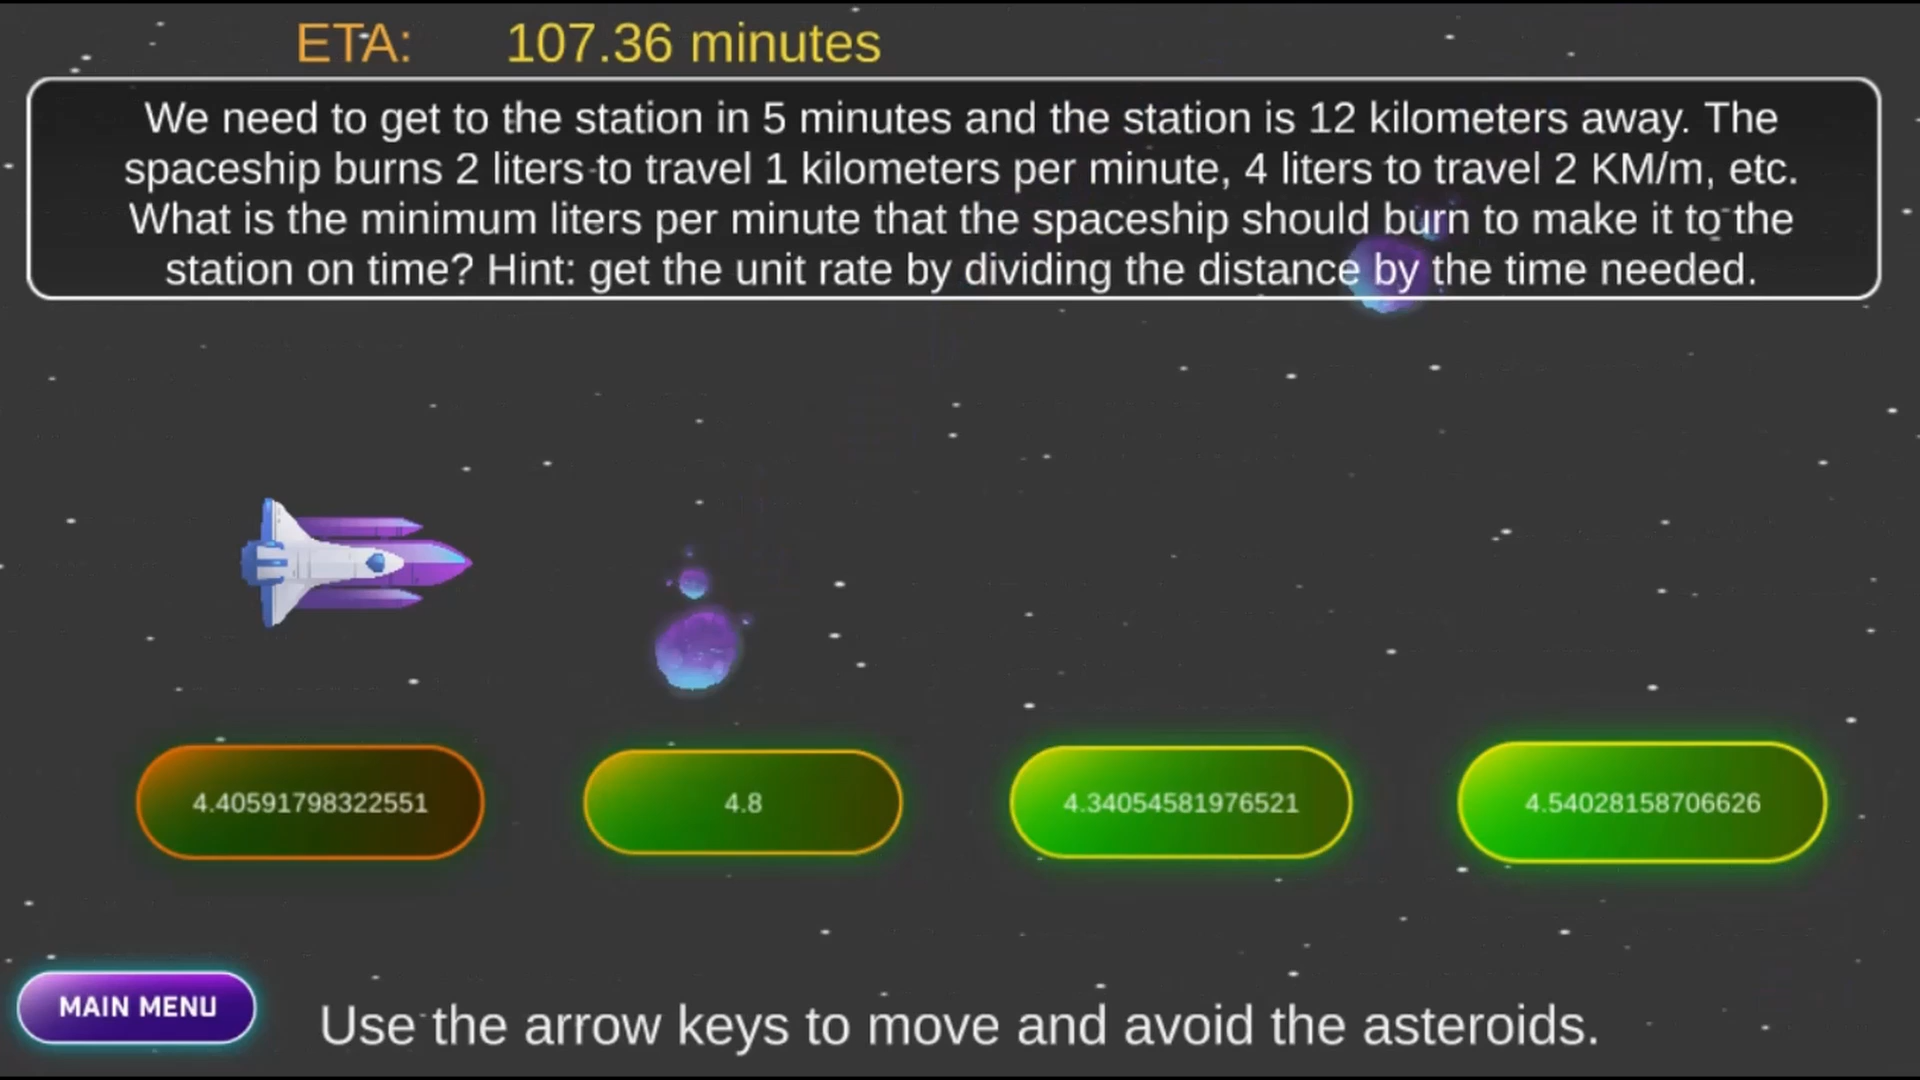 ETA: 107.36 minutes
We need to get to the station in 5 minutes and the station is 12 kilometers away. The
spaceship burns 2 liters to travel 1 kilometers per minute, 4 liters to travel 2 KM/m, etc.
What is the minimum liters per minute that the spaceship should burn to make it to the
station on time? Hint: get the unit rate by dividing the distance by the time needed.
4.40591798322551
4.8
4.34054581976521
4.54028158706626
MAIN MENU
Use the arrow keys to move and avoid the asteroids.